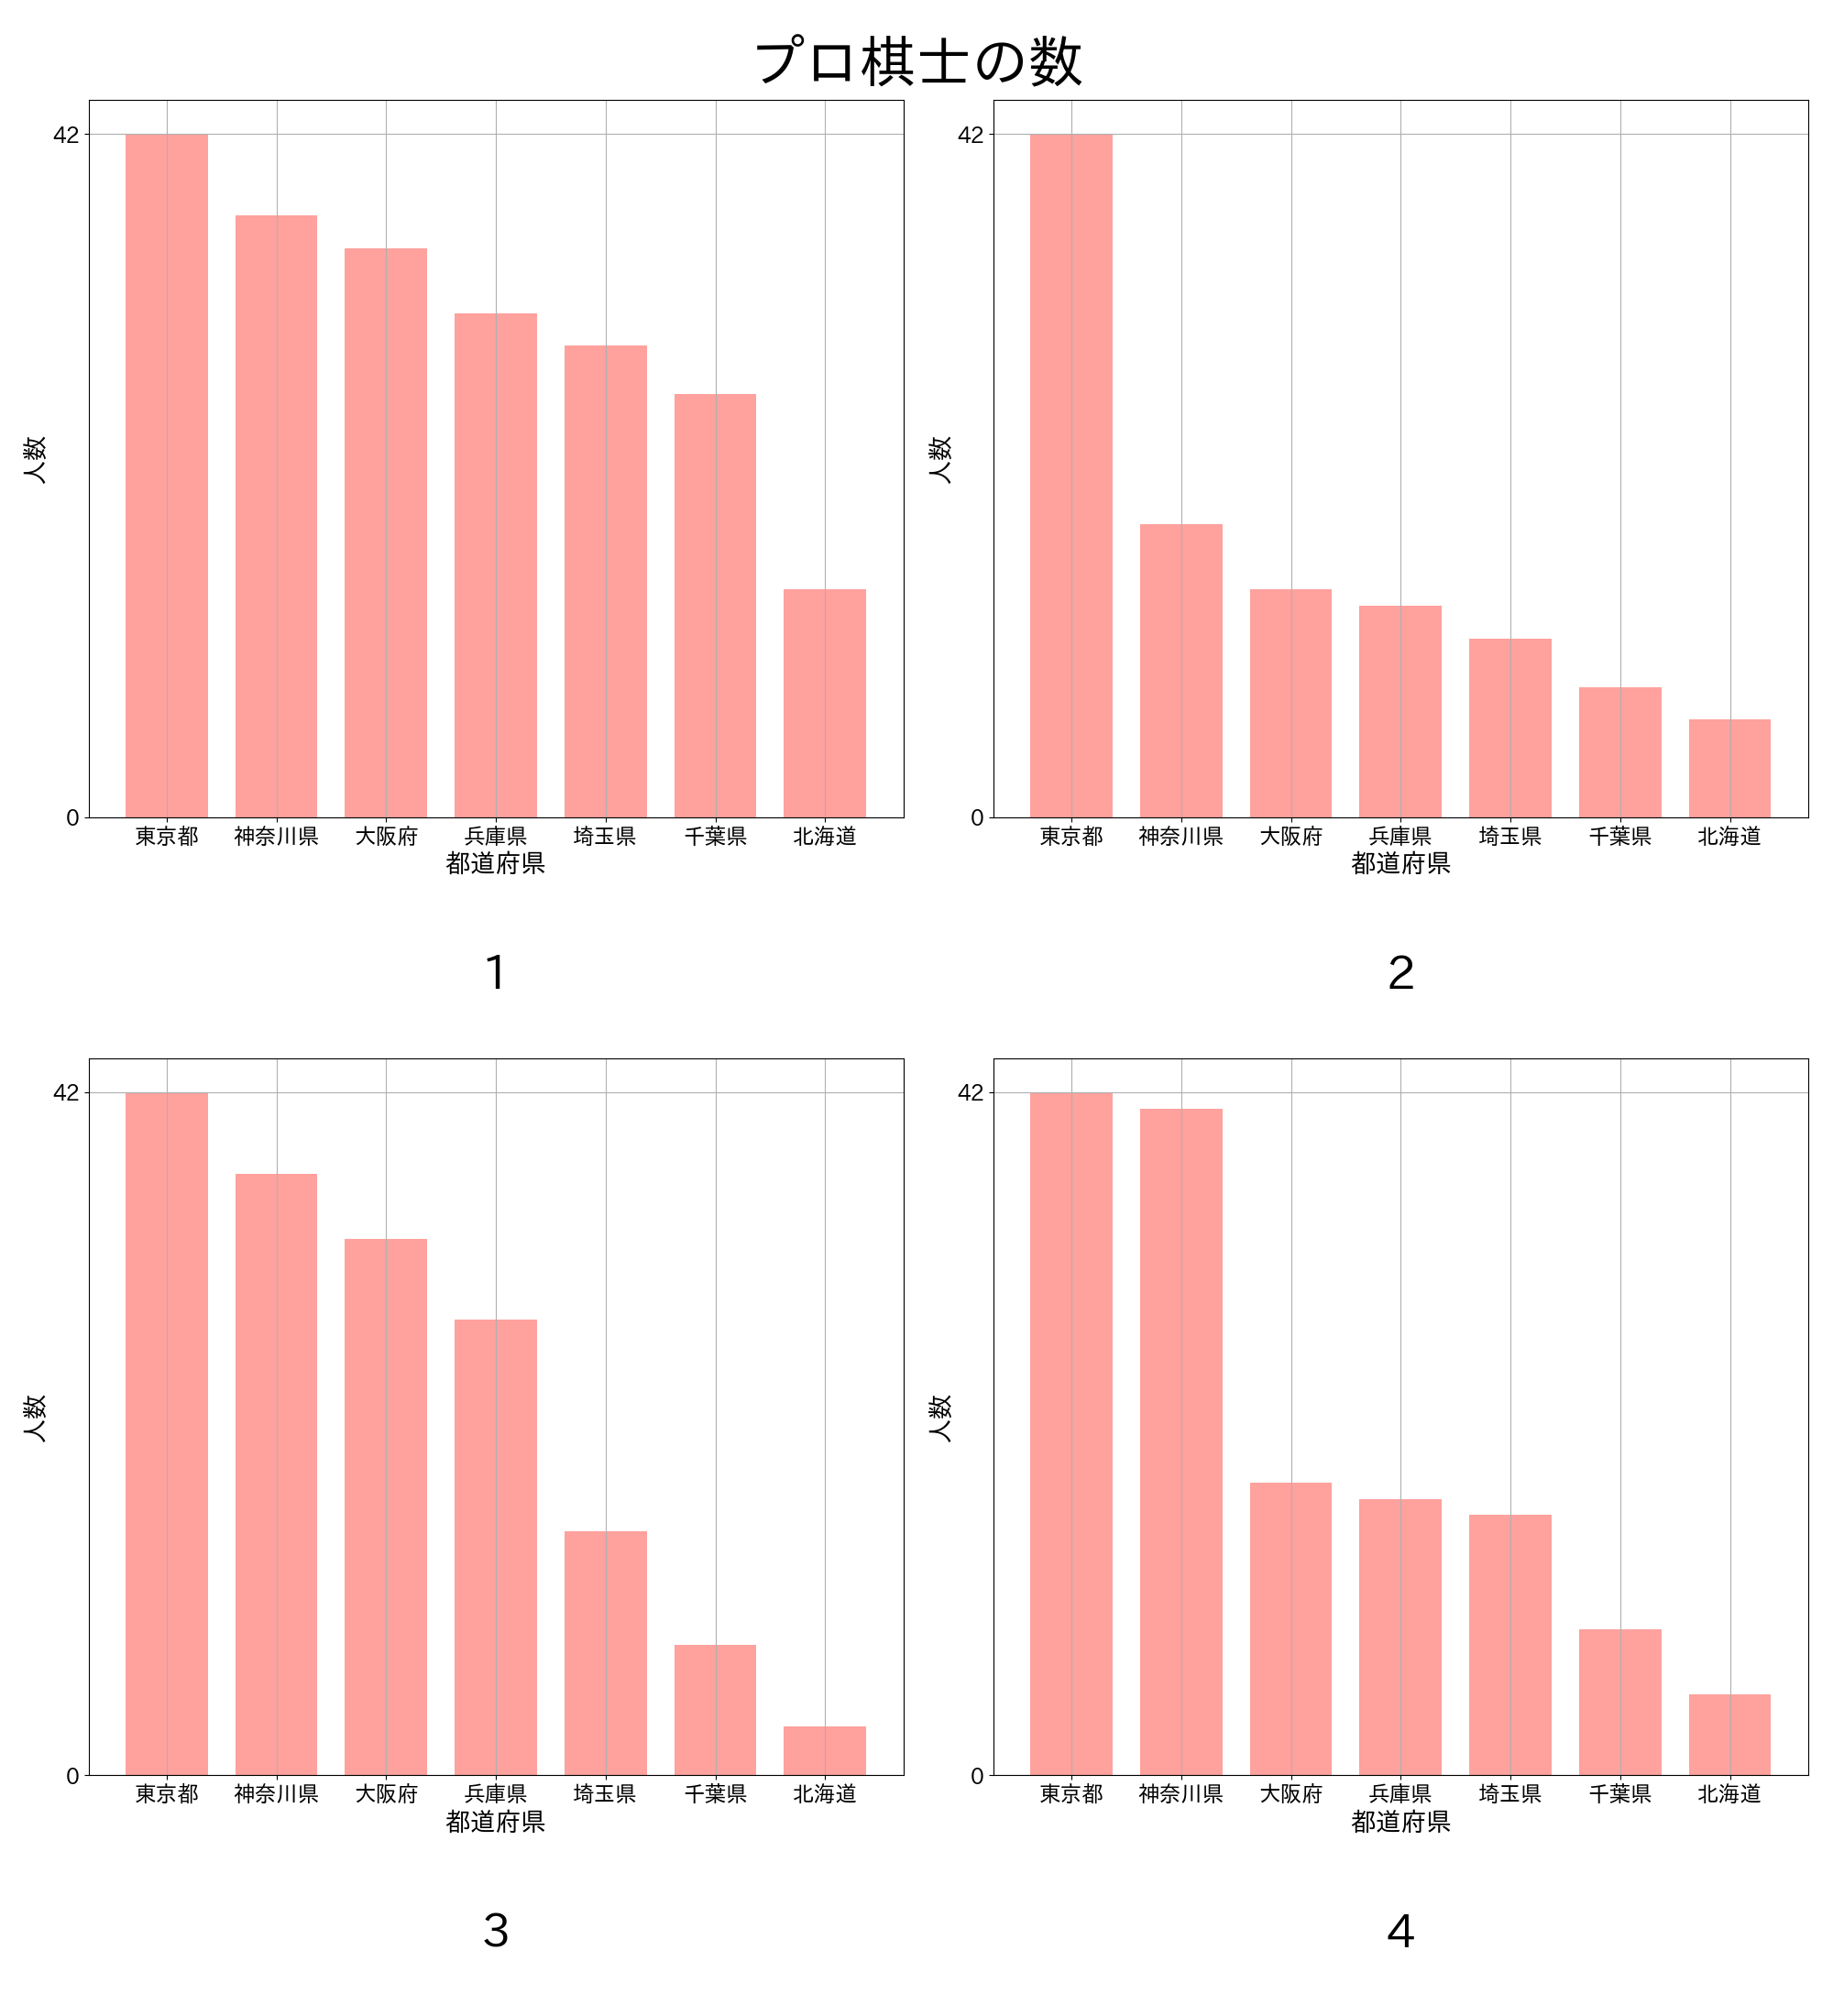 プロ棋士の数
42
0
人数
東京都 神奈川県 大阪府 兵庫県 埼玉県 千葉県 北海道
都道府県
1
42
0
人数
東京都 神奈川県 大阪府 兵庫県 埼玉県 千葉県 北海道
都道府県
2
42
0
人数
東京都 神奈川県 大阪府 兵庫県 埼玉県 千葉県 北海道
都道府県
3
42
0
人数
東京都 神奈川県 大阪府 兵庫県 埼玉県 千葉県 北海道
都道府県
4